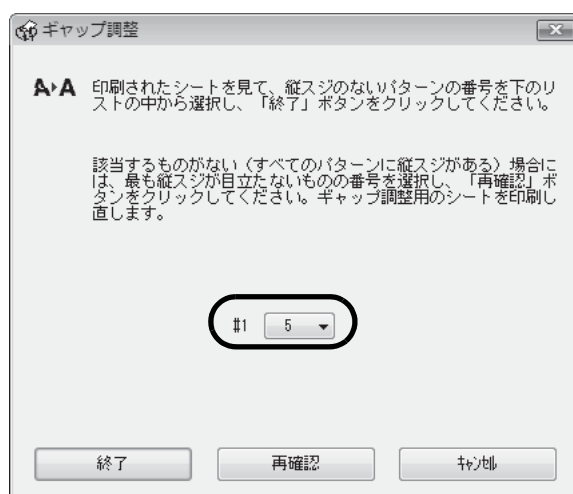 ギャップ調整
A▸A 印刷されたシートを見て、縦スジのないパターンの番号を下のリ
ストの中から選択し、「終了」ボタンをクリックしてください。
該当するものがない（すべてのパターンに縦スジがある）場合に
は、最も縦スジが目立たないものの番号を選択し、「再確認」ボ
タンをクリックしてください。ギャップ調整用のシートを印刷し
直します。
#1 5
終了 再確認 ｷｬﾝｾﾙ